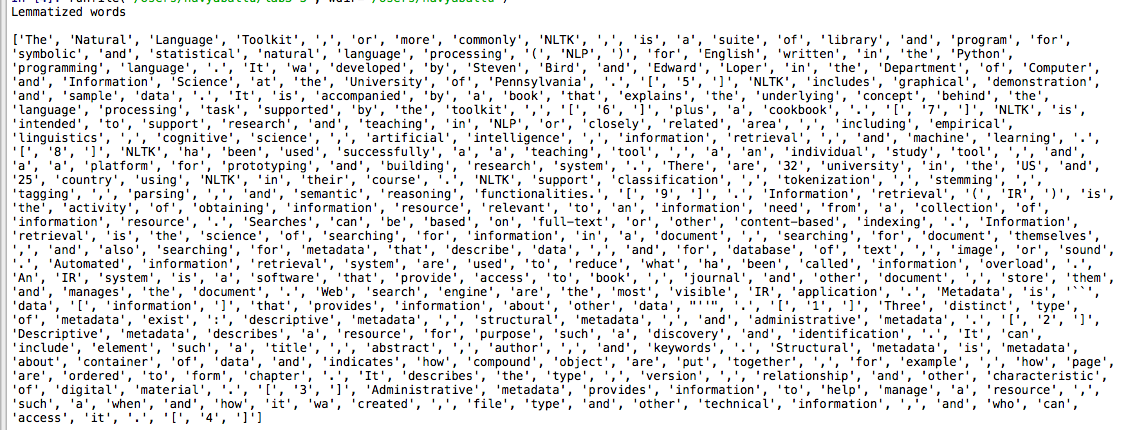 Lemmatized words
['The', 'Natural', 'Language', 'Toolkit', ',', 'or', 'more', 'commonly', 'NLTK', ',', 'is', 'a', 'suite', 'of', 'library', 'and', 'program', 'for',
'symbolic', 'and', 'statistical', 'natural', 'language', 'processing', '(', 'NLP', ')', 'for', 'English', 'written', 'in', 'the', 'Python',
'programming', 'language', '.', 'It', 'wa', 'developed', 'by', 'Steven', 'Bird', 'and', 'Edward', 'Loper', 'in', 'the', 'Department', 'of', 'Computer',
'and', 'Information', 'Science', 'at', 'the', 'University', 'of', 'Pennsylvania', '.', '[', '5', ']', 'NLTK', 'includes', 'graphical', 'demonstration',
'and', 'sample', 'data', '.', 'It', 'is', 'accompanied', 'by', 'a', 'book', 'that', 'explains', 'the', 'underlying', 'concept', 'behind', 'the',
'language', 'processing', 'task', 'supported', 'by', 'the', 'toolkit', ',', '[', '6', ']', 'plus', 'a', 'cookbook', '.', '[', '7', ']', 'NLTK', 'is',
'intended', 'to', 'support', 'research', 'and', 'teaching', 'in', 'NLP', 'or', 'closely', 'related', 'area', ',', 'including', 'empirical',
'linguistics', ',', 'cognitive', 'science', ',', 'artificial', 'intelligence', ',', 'information', 'retrieval', ',', 'and', 'machine', 'learning', '.',
'[', '8', ']', 'NLTK', 'ha', 'been', 'used', 'successfully', 'a', 'a', 'teaching', 'tool', ',', 'a', 'an', 'individual', 'study', 'tool', ',', 'and',
'a', 'a', 'platform', 'for', 'prototyping', 'and', 'building', 'research', 'system', '.', 'There', 'are', '32', 'university', 'in', 'the', 'US', 'and',
'25', 'country', 'using', 'NLTK', 'in', 'their', 'course', '.', 'NLTK', 'support', 'classification', ',', 'tokenization', ',', 'stemming', ',',
'tagging', ',', 'parsing', ',', 'and', 'semantic', 'reasoning', 'functionalities.', '[', '9', ']', '.', 'Information', 'retrieval', '(', 'IR', ')', 'is',
'the', 'activity', 'of', 'obtaining', 'information', 'resource', 'relevant', 'to', 'an', 'information', 'need', 'from', 'a', 'collection', 'of',
'information', 'resource', '.', 'Searches', 'can', 'be', 'based', 'on', 'full-text', 'or', 'other', 'content-based', 'indexing', '.', 'Information',
'retrieval', 'is', 'the', 'science', 'of', 'searching', 'for', 'information', 'in', 'a', 'document', ',', 'searching', 'for', 'document', 'themselves',
',', 'and', 'also', 'searching', 'for', 'metadata', 'that', 'describe', 'data', ',', 'and', 'for', 'database', 'of', 'text', ',', 'image', 'or', 'sound',
'.', 'Automated', 'information', 'retrieval', 'system', 'are', 'used', 'to', 'reduce', 'what', 'ha', 'been', 'called', 'information', 'overload', '.',
'An', 'IR', 'system', 'is', 'a', 'software', 'that', 'provide', 'access', 'to', 'book', ',', 'journal', 'and', 'other', 'document', ',', 'store', 'them',
'and', 'manages', 'the', 'document', '.', 'Web', 'search', 'engine', 'are', 'the', 'most', 'visible', 'IR', 'application', '.', 'Metadata', 'is', '``',
'data', '[', 'information', ']', 'that', 'provides', 'information', 'about', 'other', 'data', "''", '.', '[', '1', ']', 'Three', 'distinct', 'type',
'of', 'metadata', 'exist', ':', 'descriptive', 'metadata', ',', 'structural', 'metadata', ',', 'and', 'administrative', 'metadata', '.', '[', '2', ']',
'Descriptive', 'metadata', 'describes', 'a', 'resource', 'for', 'purpose', 'such', 'a', 'discovery', 'and', 'identification', '.', 'It', 'can',
'include', 'element', 'such', 'a', 'title', ',', 'abstract', ',', 'author', ',', 'and', 'keywords', '.', 'Structural', 'metadata', 'is', 'metadata',
'about', 'container', 'of', 'data', 'and', 'indicates', 'how', 'compound', 'object', 'are', 'put', 'together', ',', 'for', 'example', ',', 'how', 'page',
'are', 'ordered', 'to', 'form', 'chapter', '.', 'It', 'describes', 'the', 'type', ',', 'version', ',', 'relationship', 'and', 'other', 'characteristic',
'of', 'digital', 'material', '.', '[', '3', ']', 'Administrative', 'metadata', 'provides', 'information', 'to', 'help', 'manage', 'a', 'resource', ',',
'such', 'a', 'when', 'and', 'how', 'it', 'wa', 'created', ',', 'file', 'type', 'and', 'other', 'technical', 'information', ',', 'and', 'who', 'can',
'access', 'it', '.', '[', '4', ']']